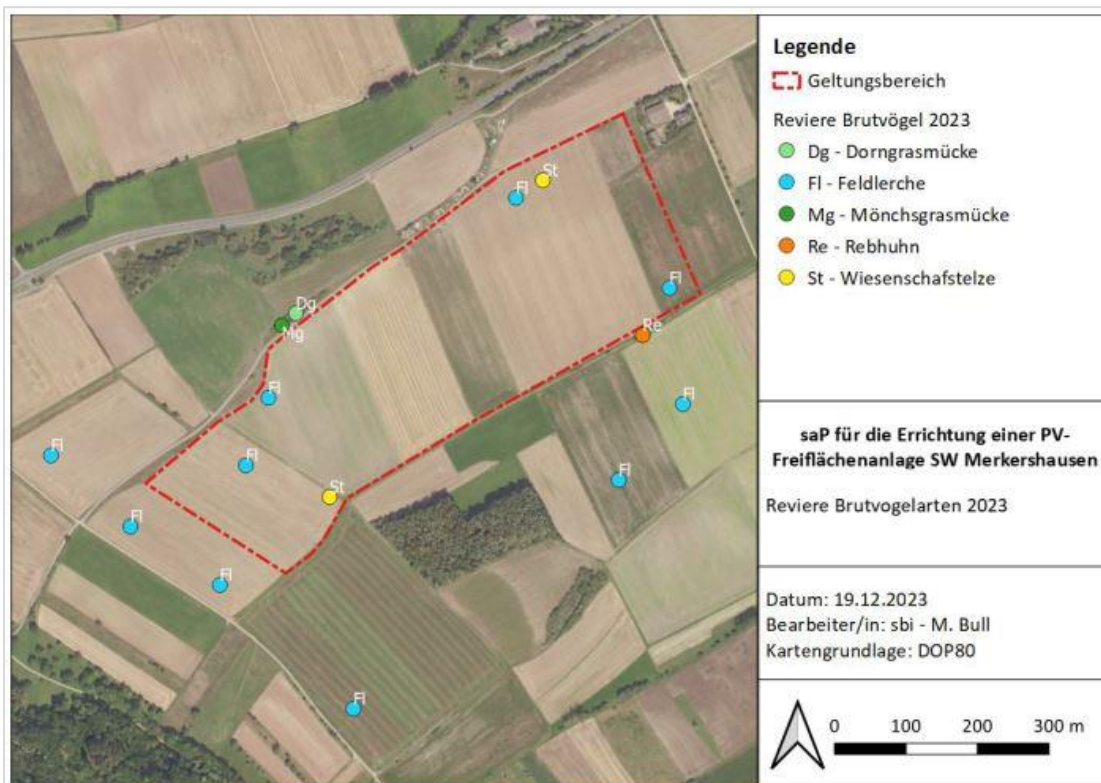 Legende
Geltungsbereich
Reviere Brutvögel 2023
Dg - Dorngrasmücke
Fl - Feldlerche
Mg - Mönchsgrasmücke
Re - Rebhuhn
St - Wiesenschafstelze
saP für die Errichtung einer PV-
Freiflächenanlage SW Merkershausen
Reviere Brutvogelarten 2023
Datum: 19.12.2023
Bearbeiter/in: sbi - M. Bull
Kartengrundlage: DOP80
0 100 200 300 m
St
Fl
Fl
Dg
Mg
Re
Fl
Fl
Fl
Fl
Fl
St
Fl
Fl
Fl